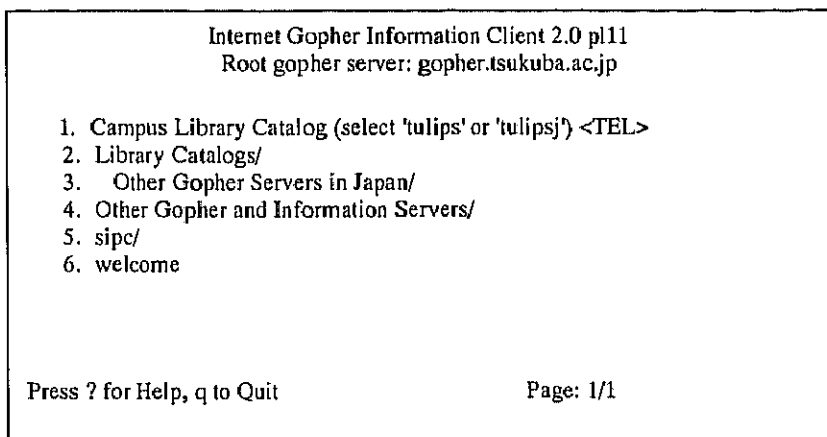 Internet Gopher Information Client 2.0 pl11
Root gopher server: gopher.tsukuba.ac.jp
1. Campus Library Catalog (select 'tulips' or 'tulipsj') <TEL>
2. Library Catalogs/
3. Other Gopher Servers in Japan/
4. Other Gopher and Information Servers/
5. sipc/
6. welcome
Press ? for Help, q to Quit Page: 1/1